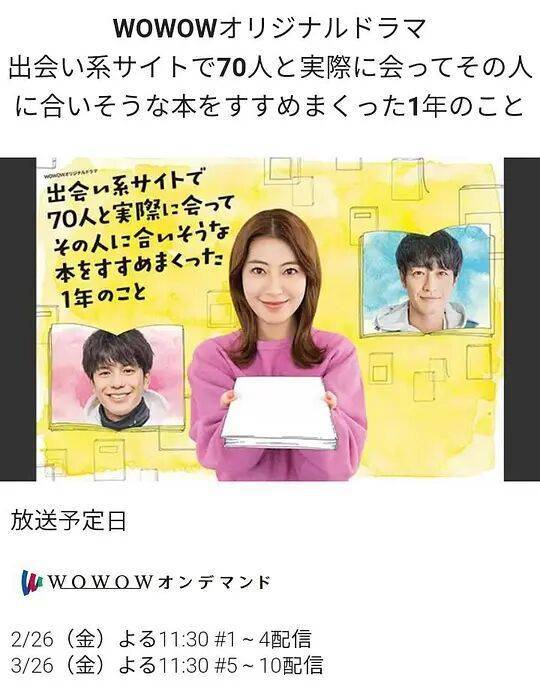 WOWOWオリジナルドラマ
出会い系サイトで70人と実際に会ってその人
に合いそうな本をすすめまくった1年のこと
WOWOWオリジナルドラマ
出会い系サイトで
70人と実際に会って
その人に合いそうな
本をすすめまくった
1年のこと
放送予定日
WOWOWオンデマンド
2/26（金）よる11:30 #1～4配信
3/26（金）よる11:30 #5～10配信